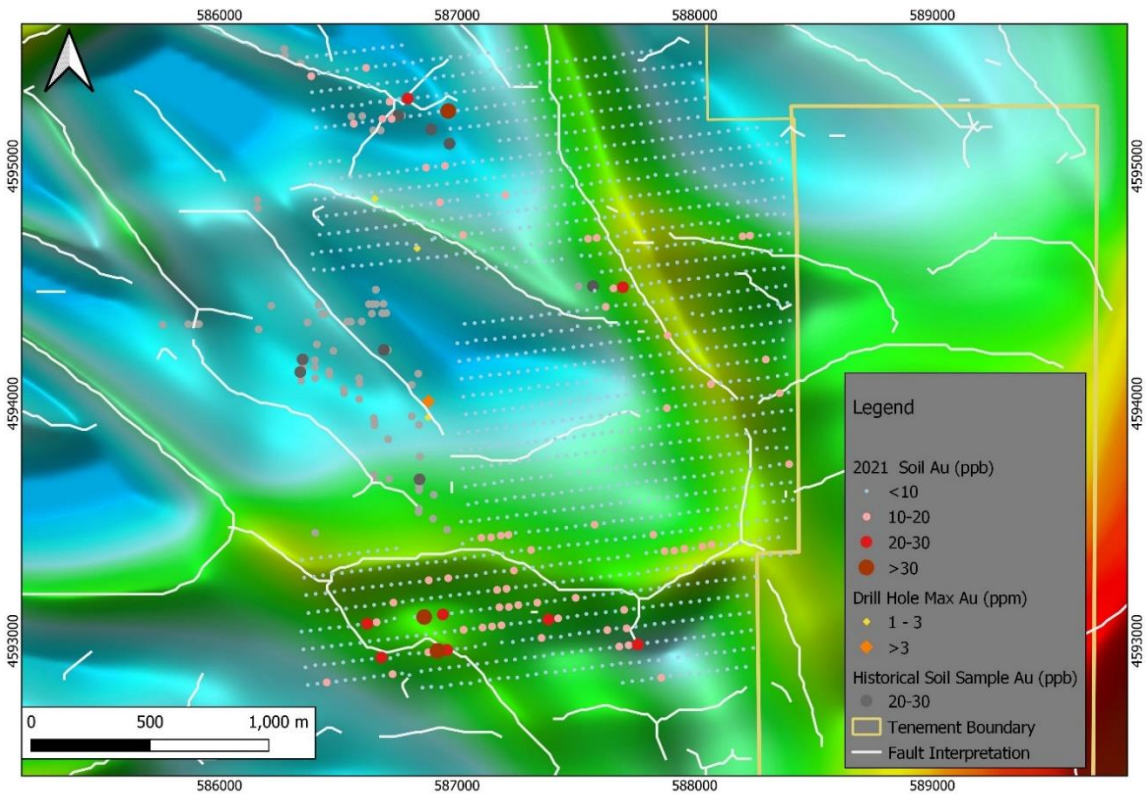 586000 587000 588000 589000
4595000 4595000
4594000 4594000
4593000 4593000
Legend
2021 Soil Au (ppb)
<10
10-20
20-30
>30
Drill Hole Max Au (ppm)
1 - 3
>3
Historical Soil Sample Au (ppb)
20-30
Tenement Boundary
Fault Interpretation
0 500 1,000 m
586000 587000 588000 589000